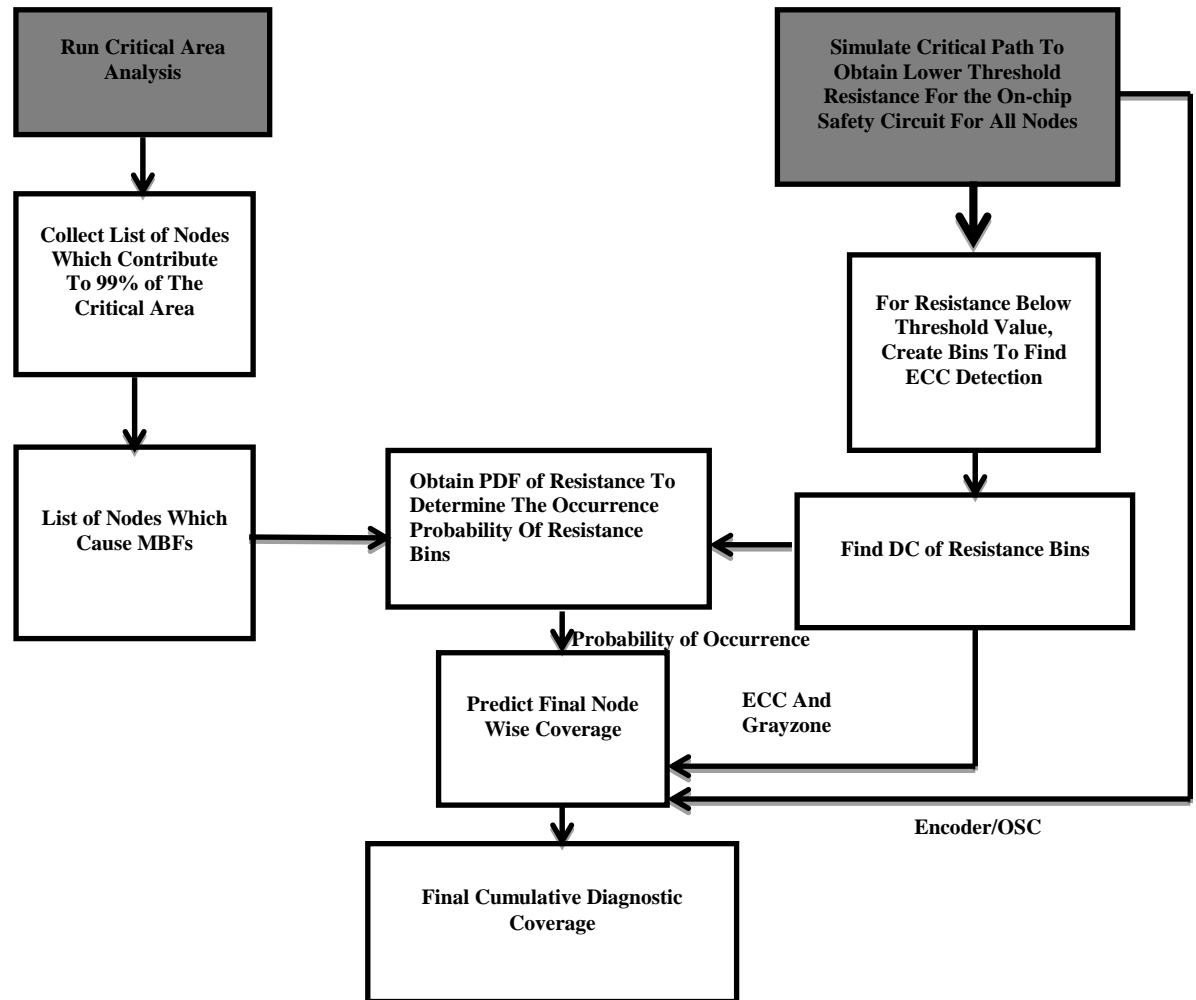 Run Critical Area
Analysis
Simulate Critical Path To
Obtain Lower Threshold
Resistance For the On-chip
Safety Circuit For All Nodes
Collect List of Nodes
Which Contribute
To 99% of The
Critical Area
For Resistance Below
Threshold Value,
Create Bins To Find
ECC Detection
List of Nodes Which
Cause MBFs
Obtain PDF of Resistance To
Determine The Occurrence
Probability Of Resistance
Bins
Find DC of Resistance Bins
Probability of Occurrence
Predict Final Node
Wise Coverage
ECC And
Grayzone
Encoder/OSC
Final Cumulative Diagnostic
Coverage